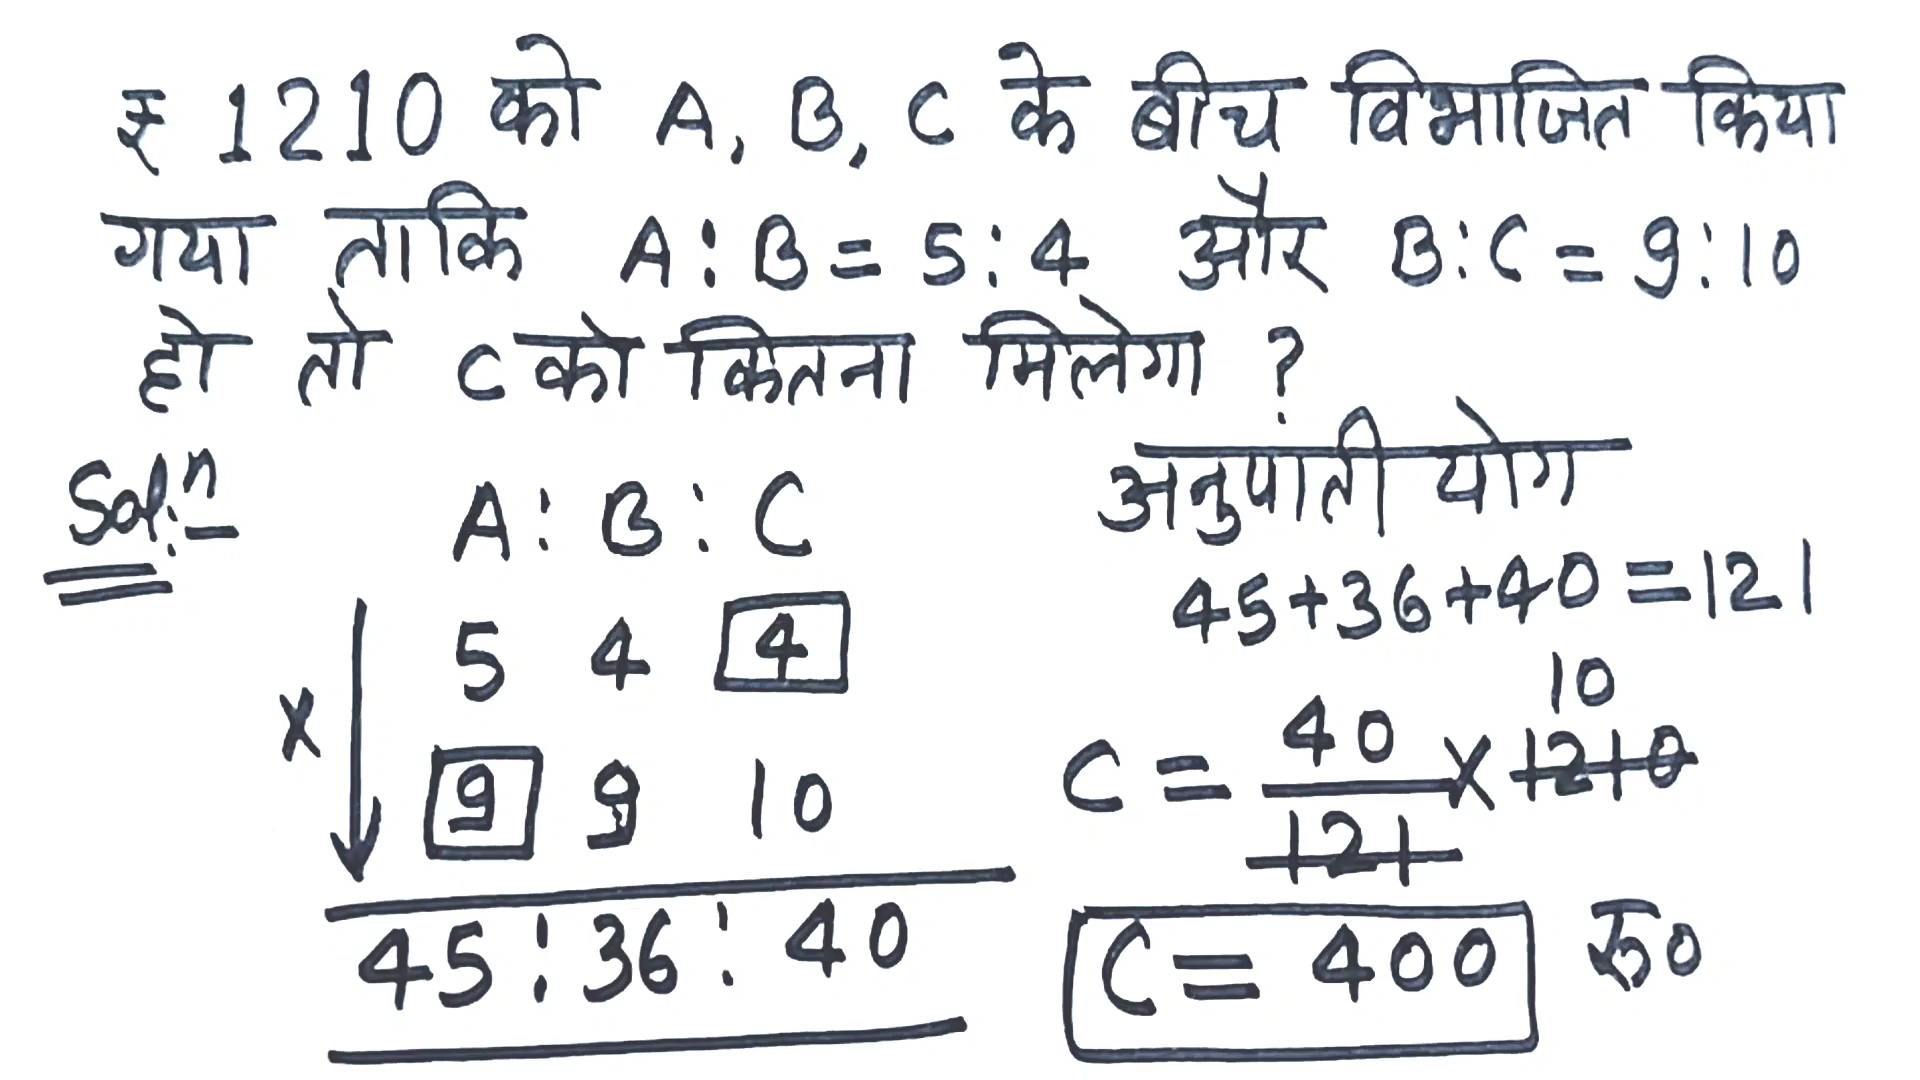 ₹ 1210 को A, B, C के बीच विभाजित किया
गया ताकि A:B = 5:4 और B:C = 9:10
हो तो C को कितना मिलेगा ?
Sol:n
A : B : C
5 4 4
×
9 9 10
45 : 36 : 40
अनुपाती योग
45+36+40 = 121
10
C = 40/121 × 1210
C = 400 रु०